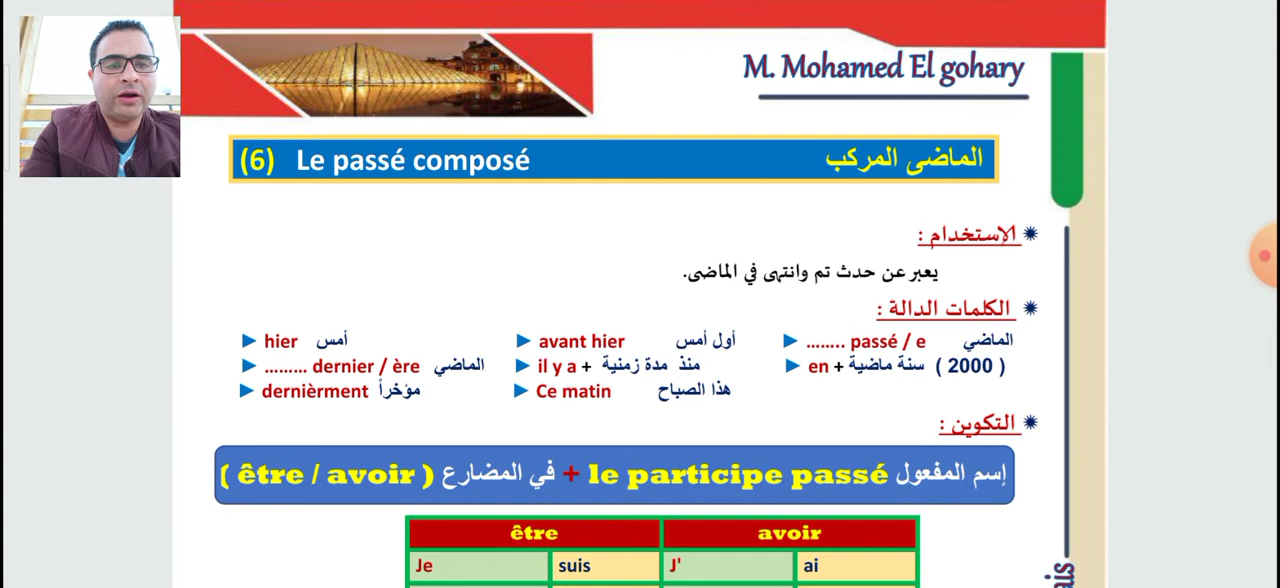 M. Mohamed El gohary
(6) Le passé composé الماضى المركب
الإستخدام :
يعبر عن حدث تم وانتهى في الماضى.
الكلمات الدالة :
hier أمس avant hier أول أمس ........ passé / e الماضي
......... dernier / ère الماضي il y a + منذ مدة زمنية en + سنة ماضية ( 2000 )
dernièrment مؤخراً Ce matin هذا الصباح
التكوين :
( être / avoir ) في المضارع + le participe passé إسم المفعول
être avoir
Je suis J' ai
ais